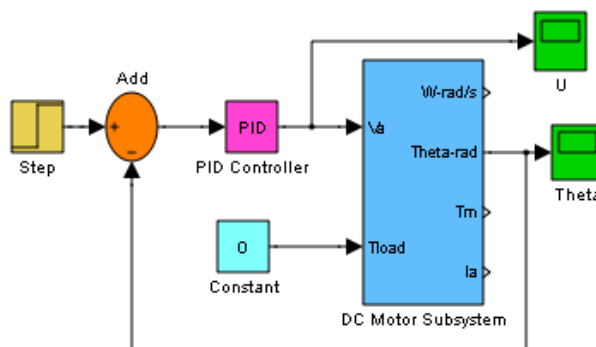 Add
U
W-rad/s
+
PID
Va
Step
−
PID Controller
Theta-rad
Theta
Tm
0
Tload
Constant
Ia
DC Motor Subsystem